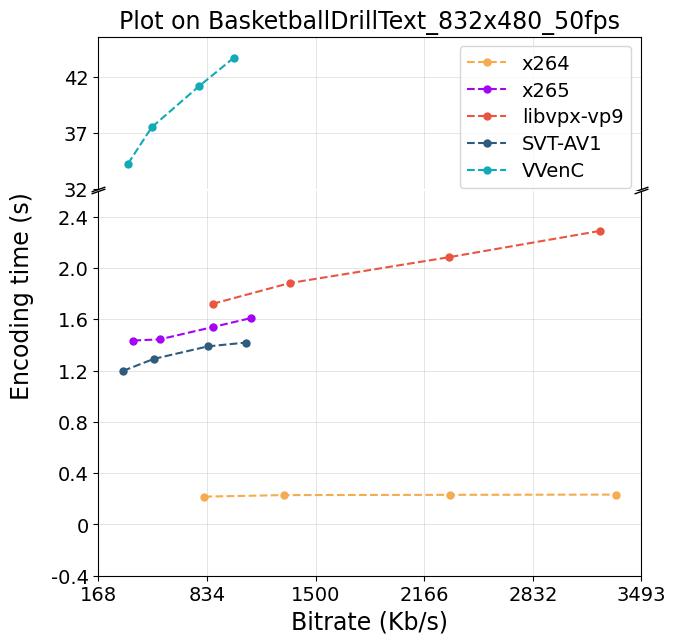 Plot on BasketballDrillText_832x480_50fps
42
37
32
2.4
2.0
1.6
1.2
0.8
0.4
0
-0.4
Encoding time (s)
x264
x265
libvpx-vp9
SVT-AV1
VVenC
168 834 1500 2166 2832 3493
Bitrate (Kb/s)